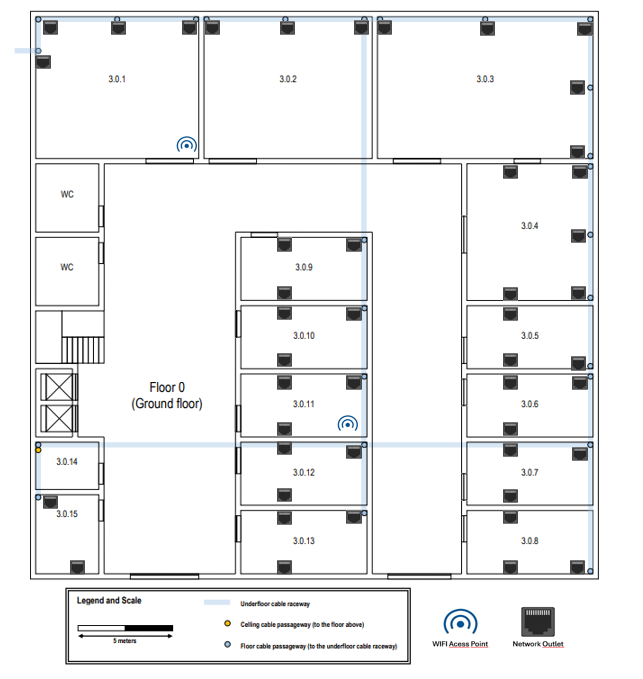 3.0.1
3.0.2
3.0.3
WC
3.0.4
WC
3.0.9
3.0.10
3.0.5
Floor 0
(Ground floor)
3.0.11
3.0.6
3.0.14
3.0.12
3.0.7
3.0.15
3.0.13
3.0.8
Legend and Scale
Underfloor cable raceway
5 meters
Celling cable passageway (to the floor above)
Floor cable passageway (to the underfloor cable raceway)
WIFI Acess Point
Network Outlet